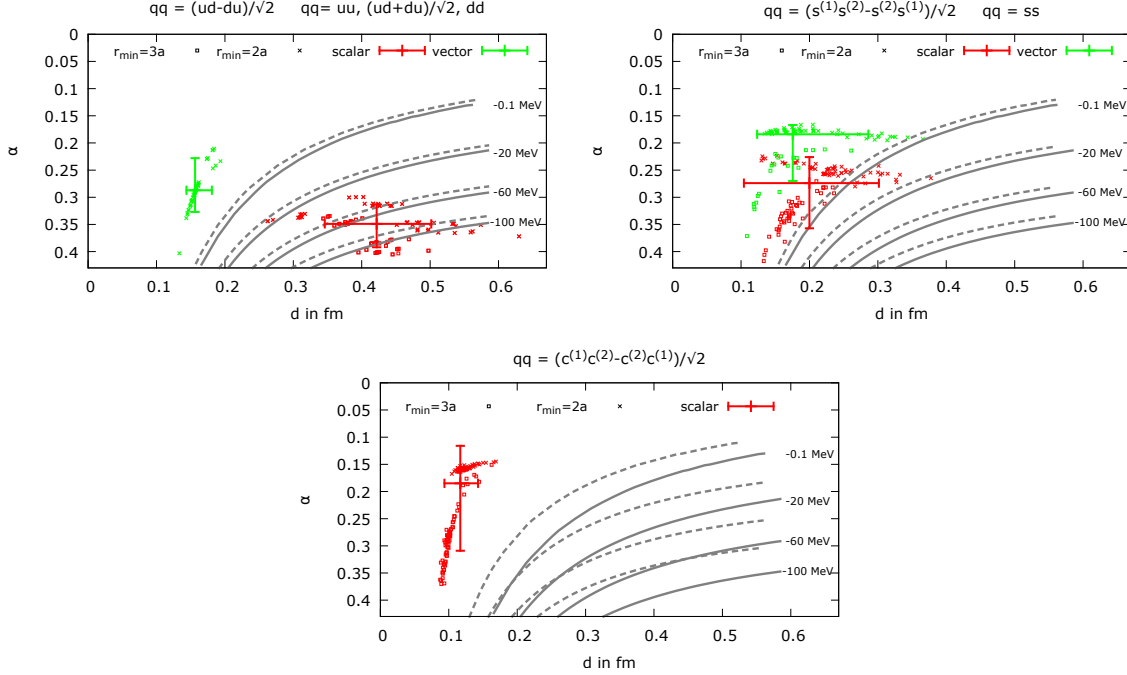 qq = (ud-du)/√2 qq= uu, (ud+du)/√2, dd
r_min=3a r_min=2a scalar vector
0
0.05
0.1
0.15
0.2
0.25
0.3
0.35
0.4
α
-0.1 MeV
-20 MeV
-60 MeV
-100 MeV
0 0.1 0.2 0.3 0.4 0.5 0.6
d in fm
qq = (s⁽¹⁾s⁽²⁾-s⁽²⁾s⁽¹⁾)/√2 qq = ss
r_min=3a r_min=2a scalar vector
0
0.05
0.1
0.15
0.2
0.25
0.3
0.35
0.4
α
-0.1 MeV
-20 MeV
-60 MeV
-100 MeV
0 0.1 0.2 0.3 0.4 0.5 0.6
d in fm
qq = (c⁽¹⁾c⁽²⁾-c⁽²⁾c⁽¹⁾)/√2
r_min=3a r_min=2a scalar
0
0.05
0.1
0.15
0.2
0.25
0.3
0.35
0.4
α
-0.1 MeV
-20 MeV
-60 MeV
-100 MeV
0 0.1 0.2 0.3 0.4 0.5 0.6
d in fm